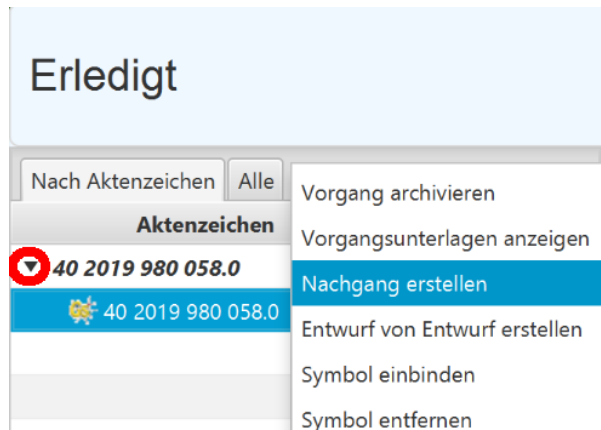 Erledigt
Nach Aktenzeichen Alle
Aktenzeichen
40 2019 980 058.0
40 2019 980 058.0
Vorgang archivieren
Vorgangsunterlagen anzeigen
Nachgang erstellen
Entwurf von Entwurf erstellen
Symbol einbinden
Symbol entfernen